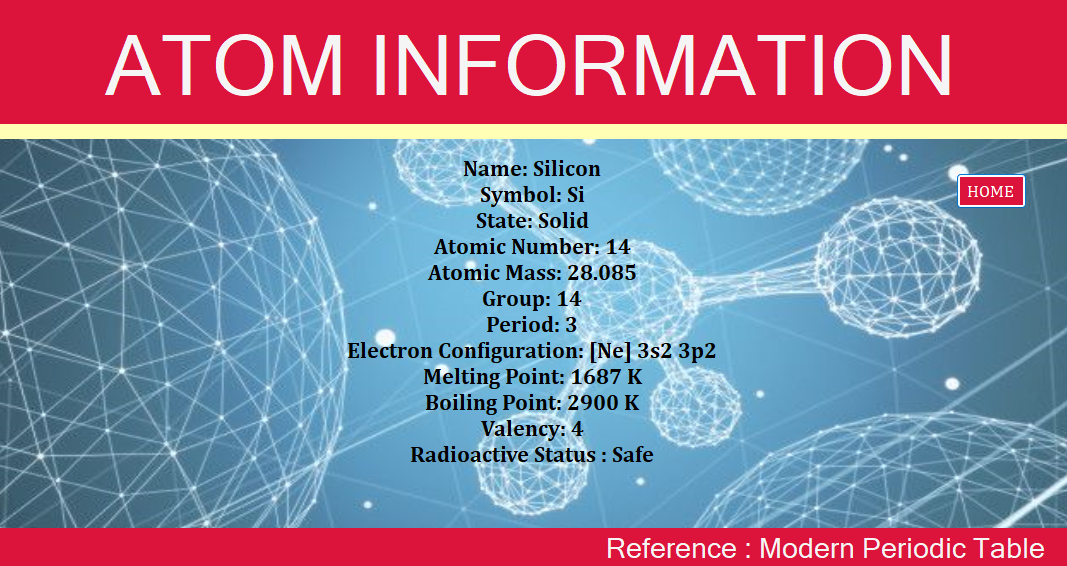 ATOM INFORMATION
Name: Silicon
HOME
Symbol: Si
State: Solid
Atomic Number: 14
Atomic Mass: 28.085
Group: 14
Period: 3
Electron Configuration: [Ne] 3s2 3p2
Melting Point: 1687 K
Boiling Point: 2900 K
Valency: 4
Radioactive Status : Safe
Reference : Modern Periodic Table